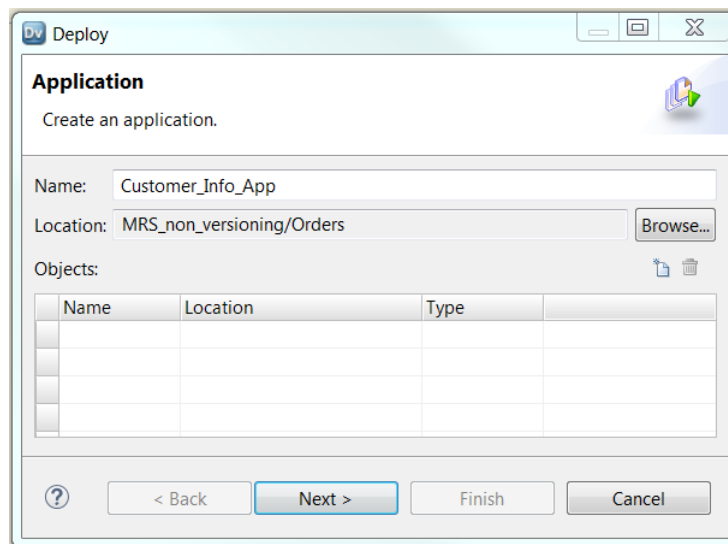 Dv Deploy
Application
Create an application.
Name: Customer_Info_App
Location: MRS_non_versioning/Orders Browse...
Objects:
Name Location Type
? < Back Next > Finish Cancel